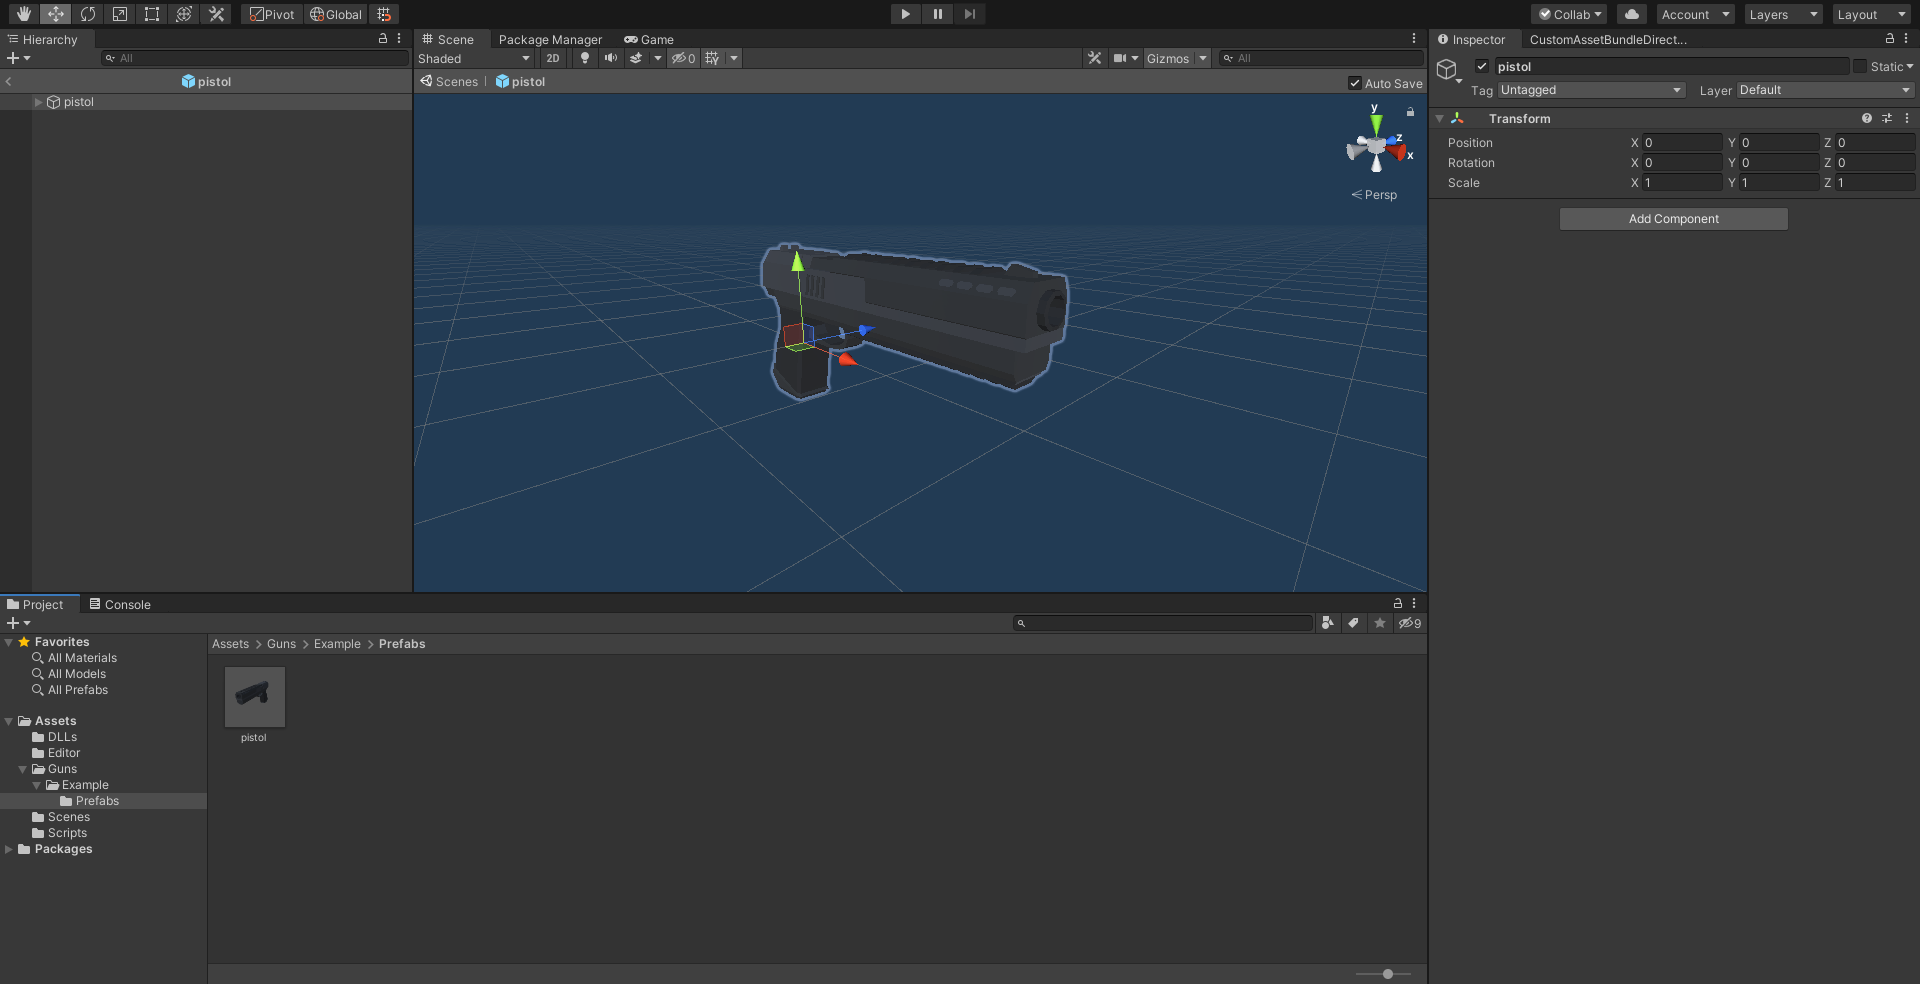 Pivot Global Collab Account Layers Layout
Hierarchy
All
pistol
pistol
Scene Package Manager Game
Shaded 2D 0 Gizmos All
Scenes pistol Auto Save
y
z
x
Persp
Inspector CustomAssetBundleDirect...
pistol Static
Tag Untagged Layer Default
Transform
Position X 0 Y 0 Z 0
Rotation X 0 Y 0 Z 0
Scale X 1 Y 1 Z 1
Add Component
Project Console
9
Favorites
All Materials
All Models
All Prefabs
Assets
DLLs
Editor
Guns
Example
Prefabs
Scenes
Scripts
Packages
Assets > Guns > Example > Prefabs
pistol